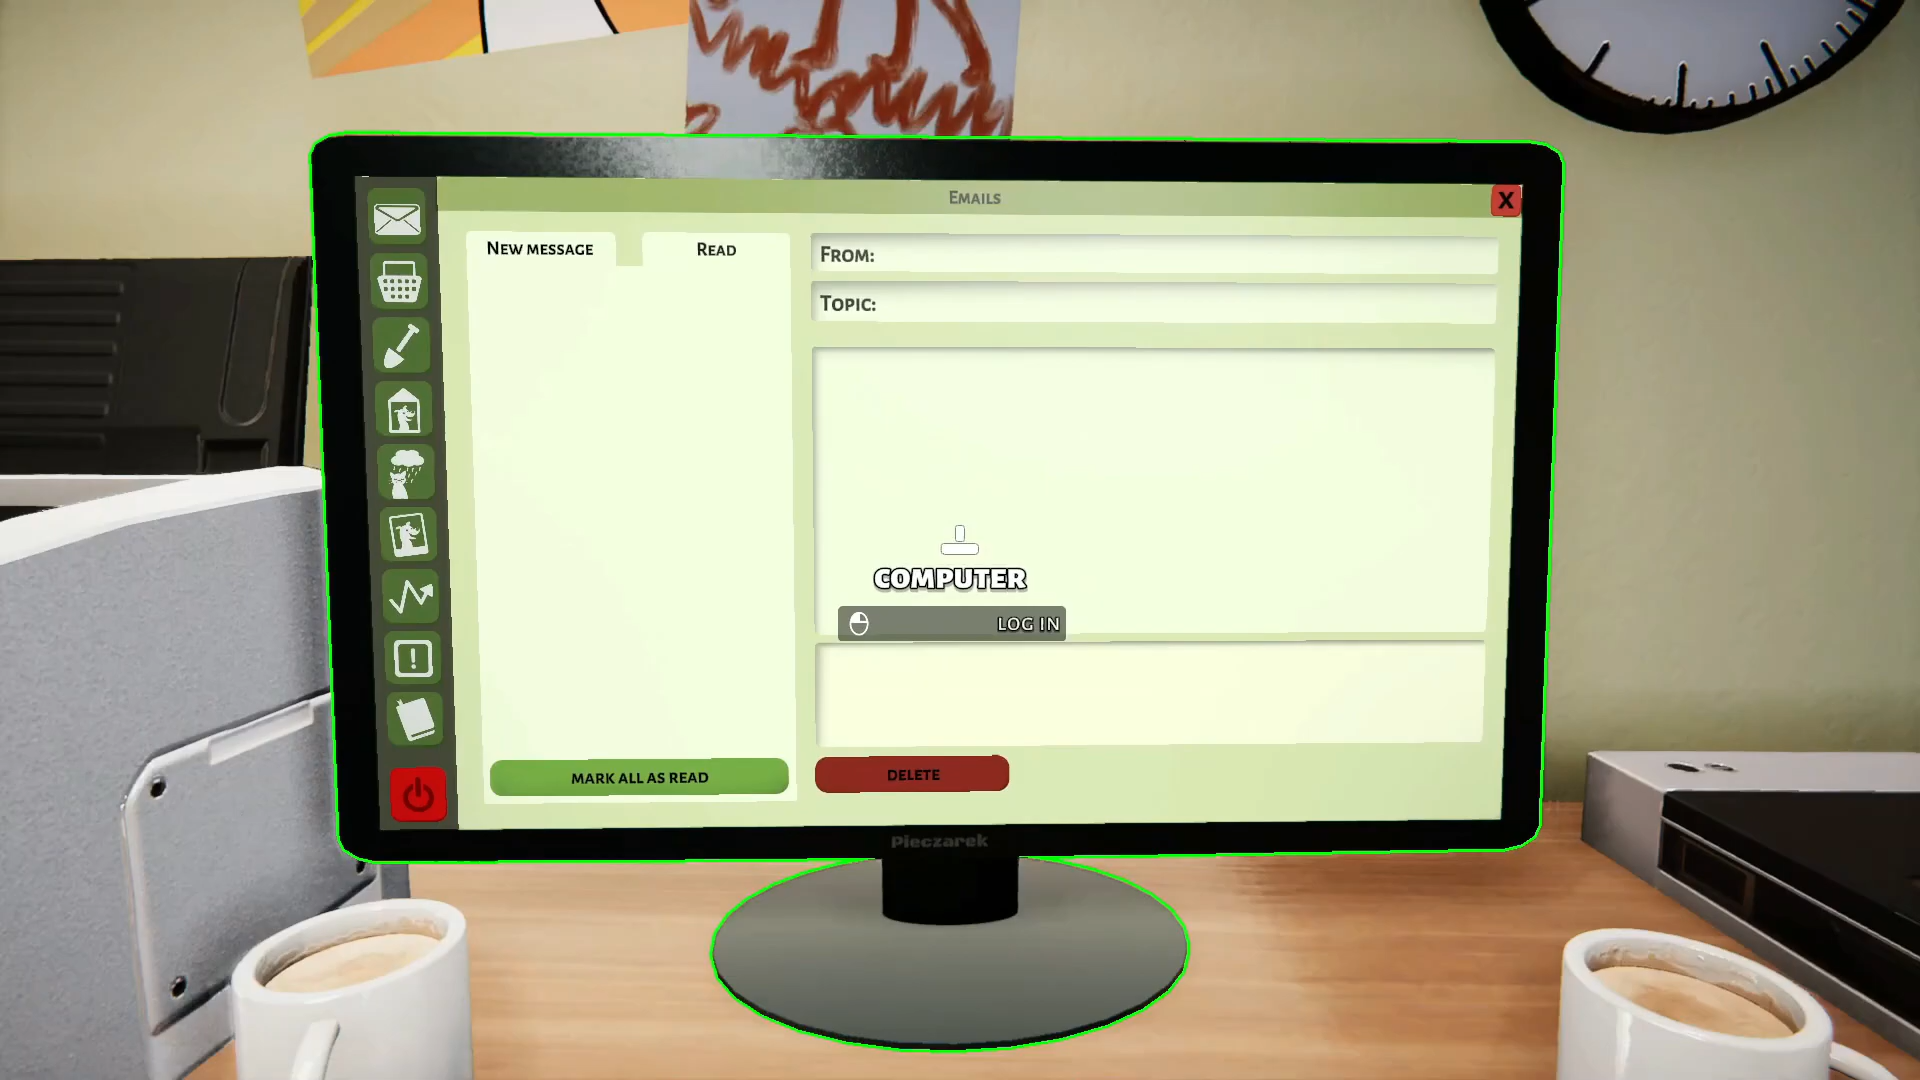 Emails
X
New message
Read
From:
Topic:
COMPUTER
LOG IN
MARK ALL AS READ
DELETE
Pieczarek